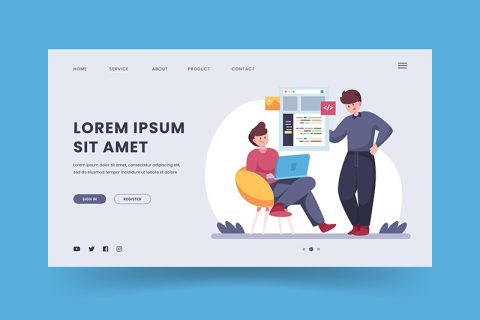 HOME SERVICE ABOUT PRODUCT CONTACT
LOREM IPSUM
SIT AMET
Lorem ipsum dolor sit amet, consectetur adipiscing elit,
sed do eiusmod tempor incididunt ut labore et dolore
SIGN IN REGISTER
</>